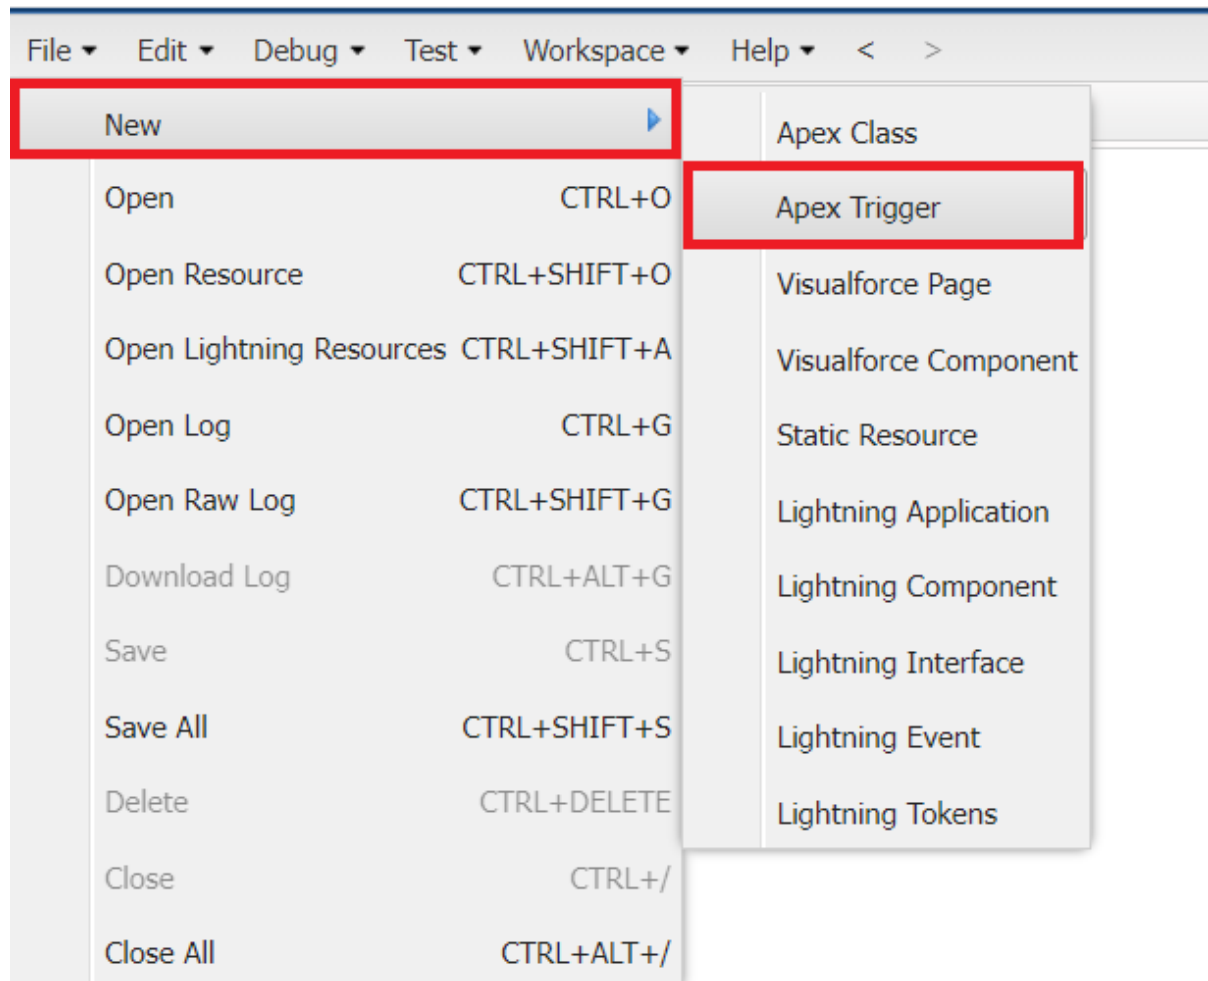 File Edit Debug Test Workspace Help < >
New
Open CTRL+O
Open Resource CTRL+SHIFT+O
Open Lightning Resources CTRL+SHIFT+A
Open Log CTRL+G
Open Raw Log CTRL+SHIFT+G
Download Log CTRL+ALT+G
Save CTRL+S
Save All CTRL+SHIFT+S
Delete CTRL+DELETE
Close CTRL+/
Close All CTRL+ALT+/
Apex Class
Apex Trigger
Visualforce Page
Visualforce Component
Static Resource
Lightning Application
Lightning Component
Lightning Interface
Lightning Event
Lightning Tokens